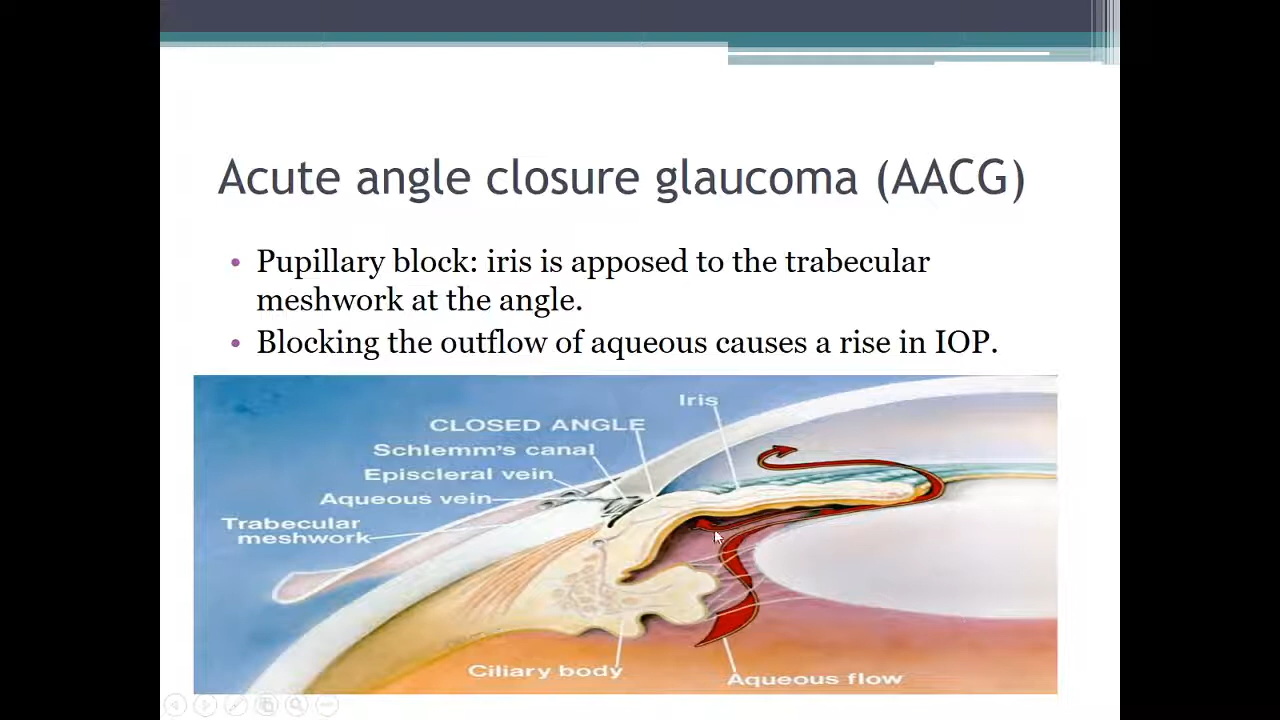 Acute angle closure glaucoma (AACG)
• Pupillary block: iris is apposed to the trabecular
meshwork at the angle.
• Blocking the outflow of aqueous causes a rise in IOP.
Iris
CLOSED ANGLE
Schlemm's canal
Episcleral vein
Aqueous vein
Trabecular
meshwork
Ciliary body
Aqueous flow